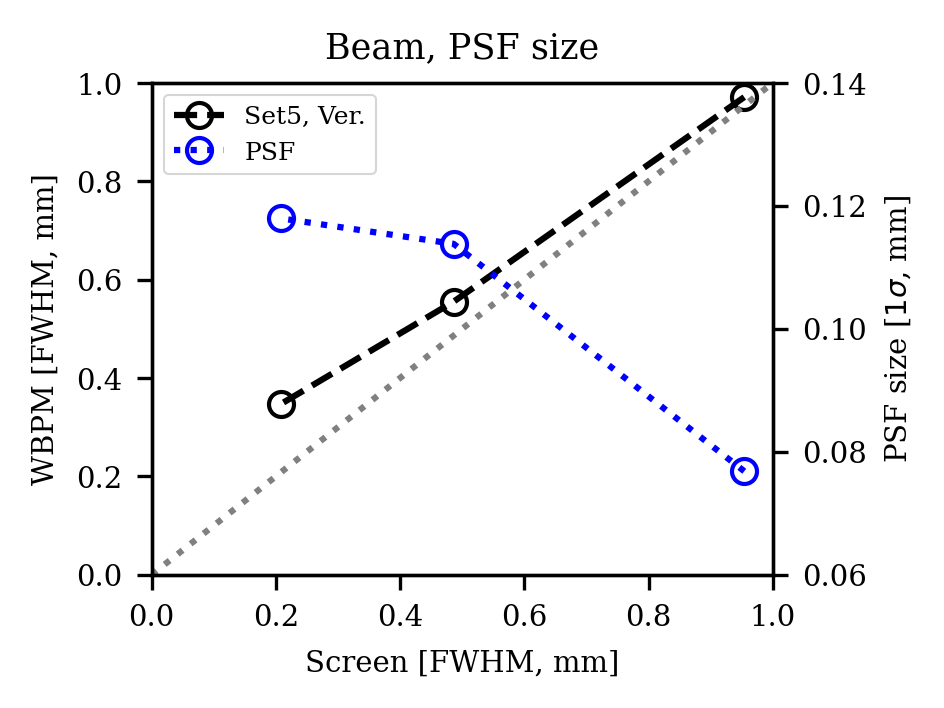 Beam, PSF size
Set5, Ver.
PSF
WBPM [FWHM, mm]
1.0
0.8
0.6
0.4
0.2
0.0
0.0 0.2 0.4 0.6 0.8 1.0
Screen [FWHM, mm]
0.14
0.12
0.10
0.08
0.06
PSF size [1σ, mm]